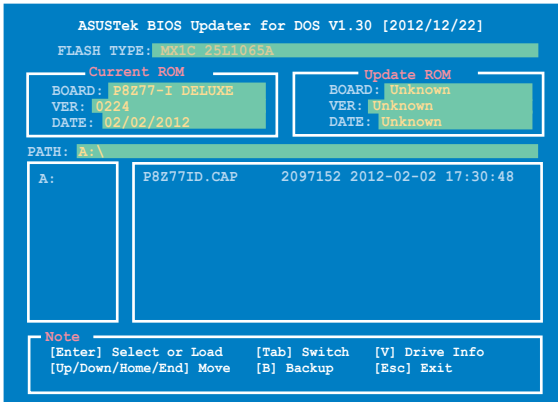 ASUSTek BIOS Updater for DOS V1.30 [2012/12/22]
FLASH TYPE: MX1C 25L1065A
Current ROM
BOARD: P8Z77-I DELUXE
VER: 0224
DATE: 02/02/2012
Update ROM
BOARD: Unknown
VER: Unknown
DATE: Unknown
PATH: A:\
A:
P8Z77ID.CAP 2097152 2012-02-02 17:30:48
Note
[Enter] Select or Load [Tab] Switch [V] Drive Info
[Up/Down/Home/End] Move [B] Backup [Esc] Exit